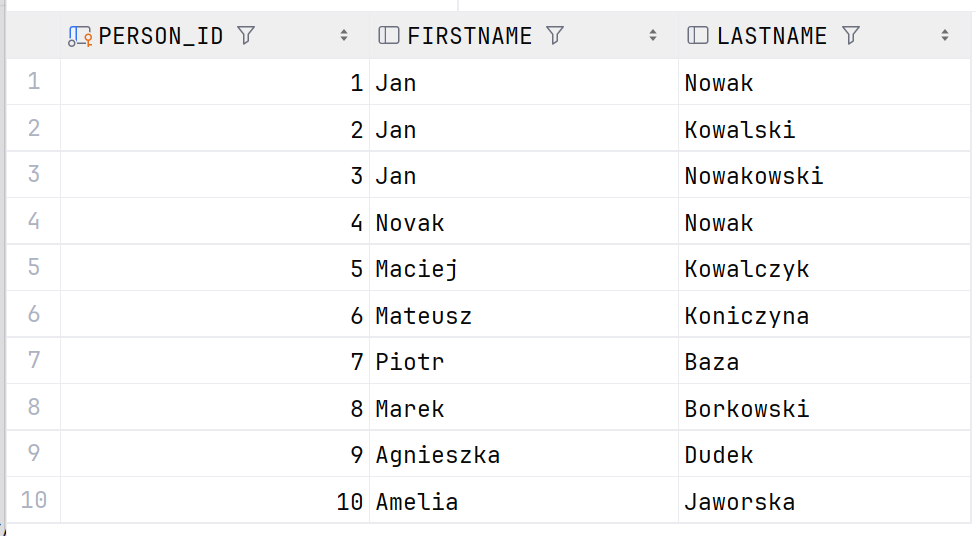 PERSON_ID FIRSTNAME LASTNAME
1 1 Jan Nowak
2 2 Jan Kowalski
3 3 Jan Nowakowski
4 4 Novak Nowak
5 5 Maciej Kowalczyk
6 6 Mateusz Koniczyna
7 7 Piotr Baza
8 8 Marek Borkowski
9 9 Agnieszka Dudek
10 10 Amelia Jaworska